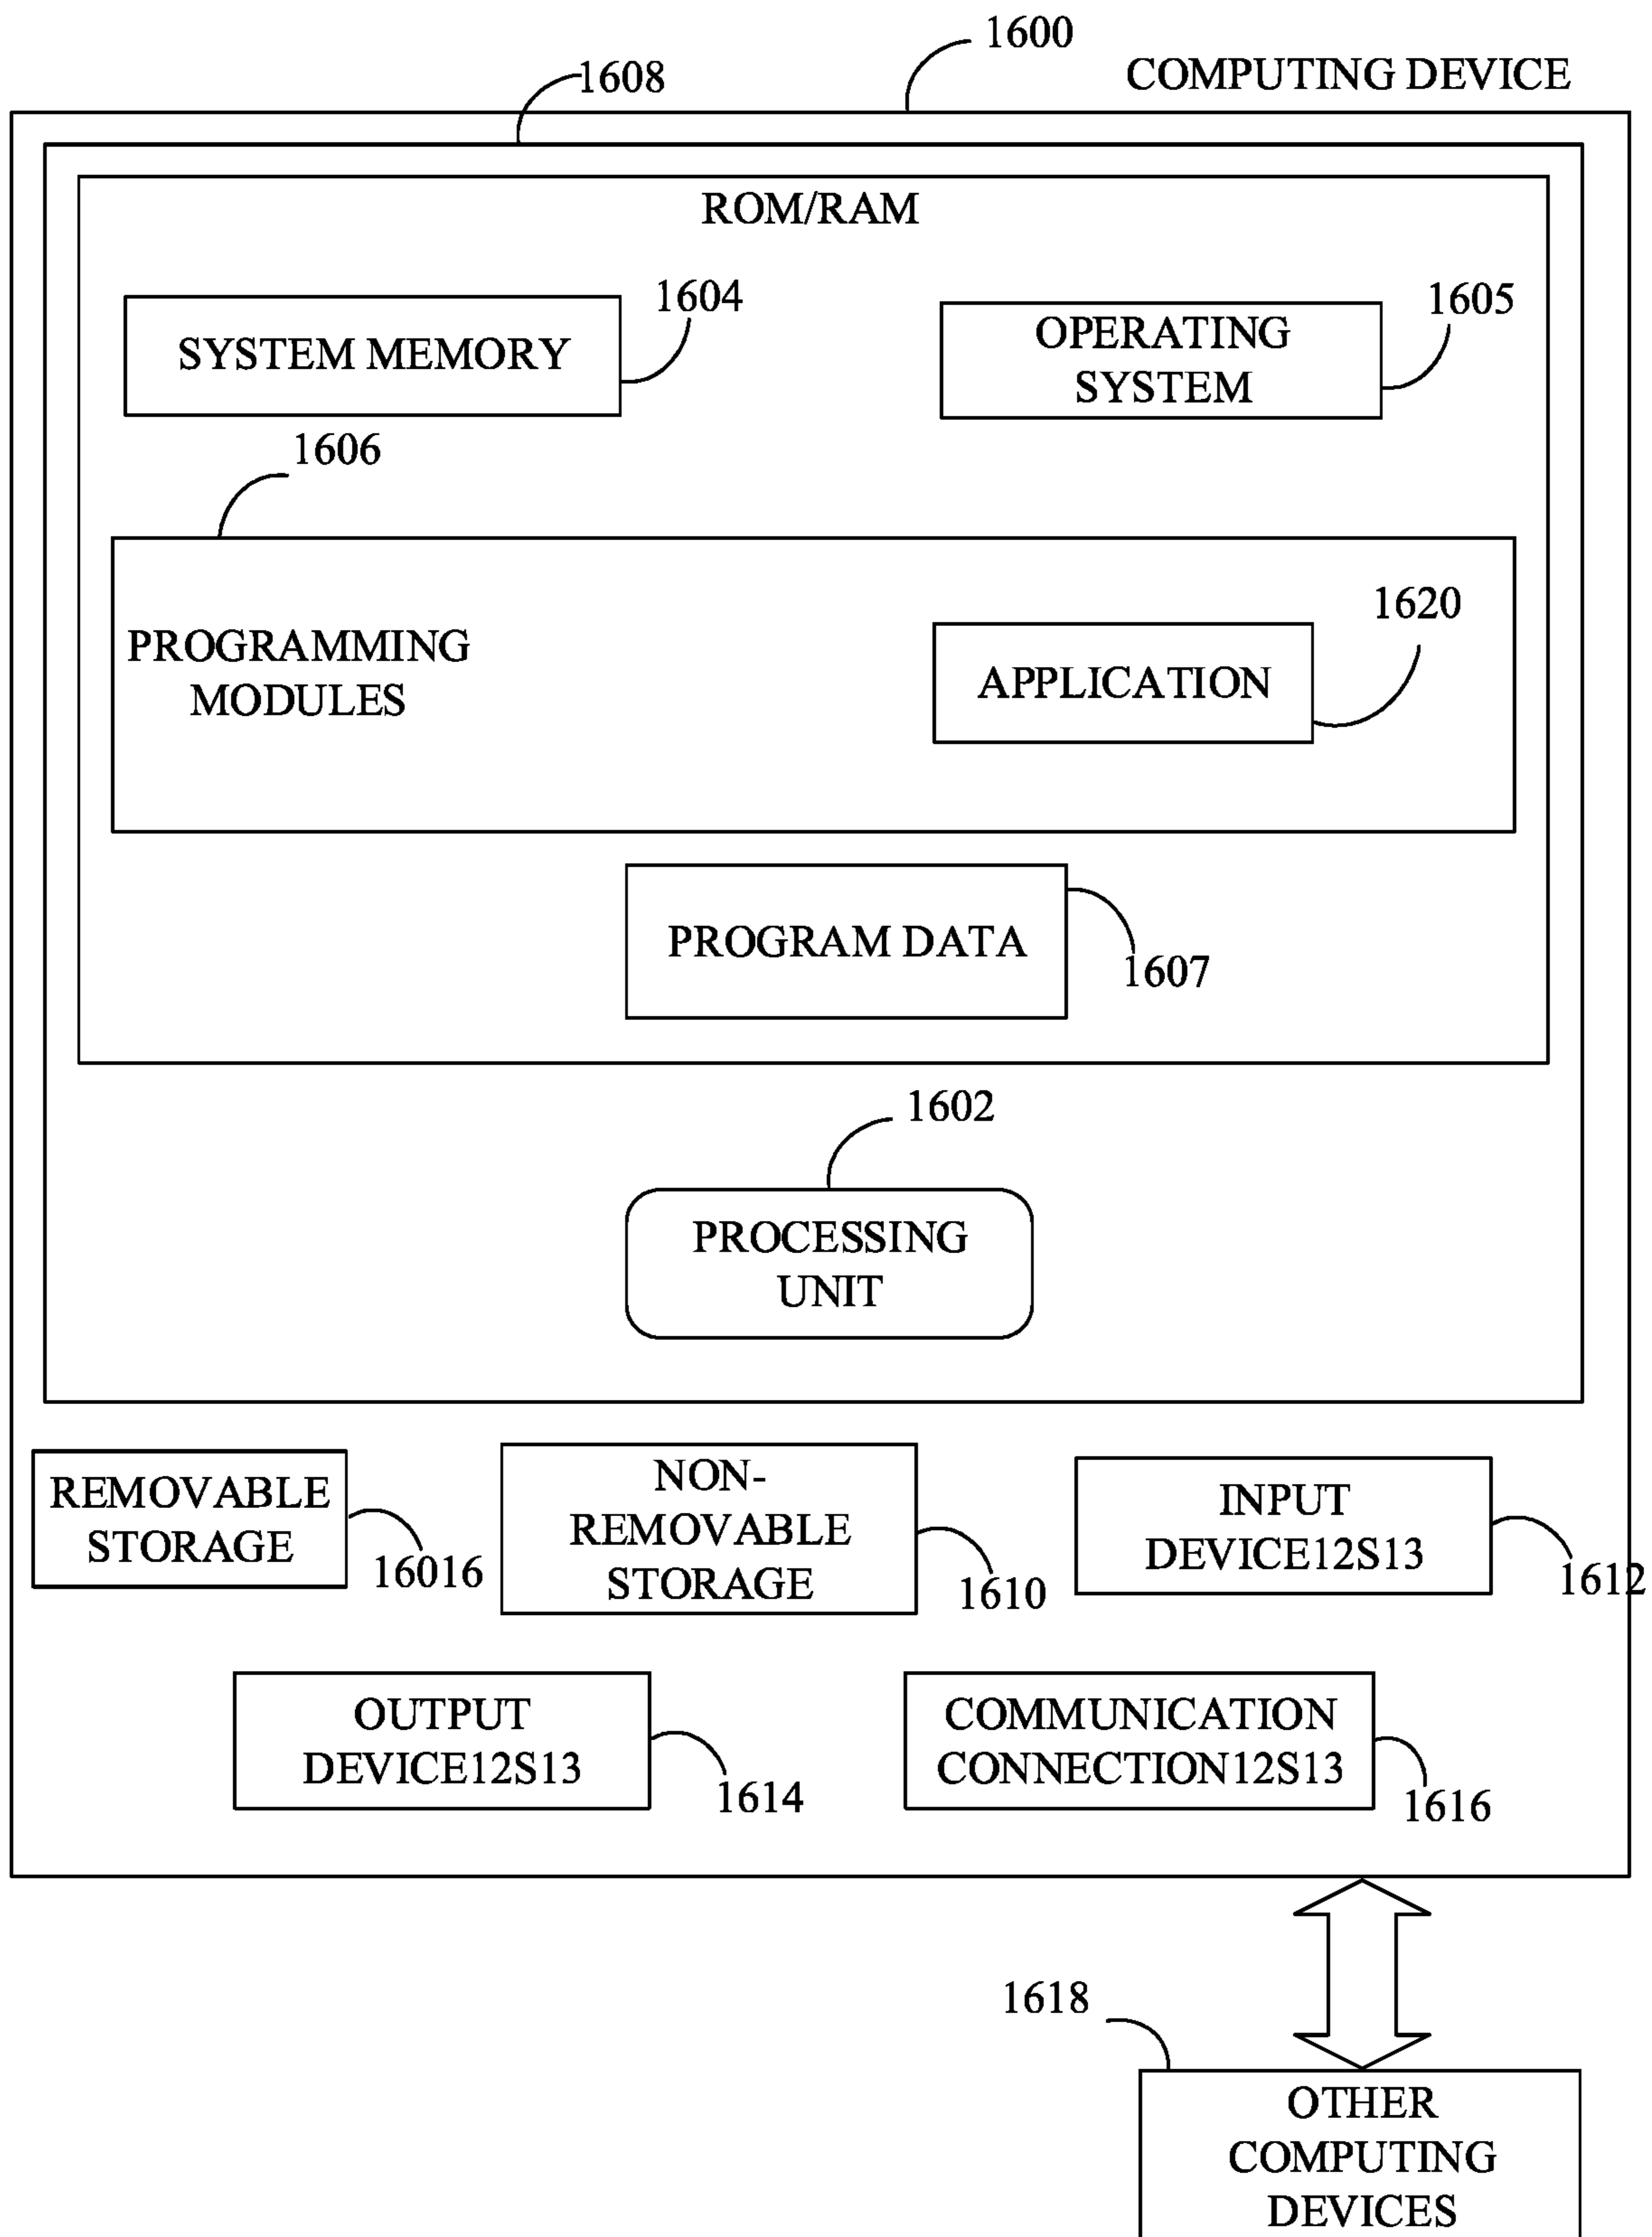 1600
COMPUTING DEVICE
1608
ROM/RAM
1604
SYSTEM MEMORY
1605
OPERATING
SYSTEM
1606
PROGRAMMING
MODULES
1620
APPLICATION
PROGRAM DATA
1607
1602
PROCESSING
UNIT
REMOVABLE
STORAGE
16016
NON-
REMOVABLE
STORAGE
1610
INPUT
DEVICE12S13
1612
OUTPUT
DEVICE12S13
1614
COMMUNICATION
CONNECTION12S13
1616
1618
OTHER
COMPUTING
DEVICES